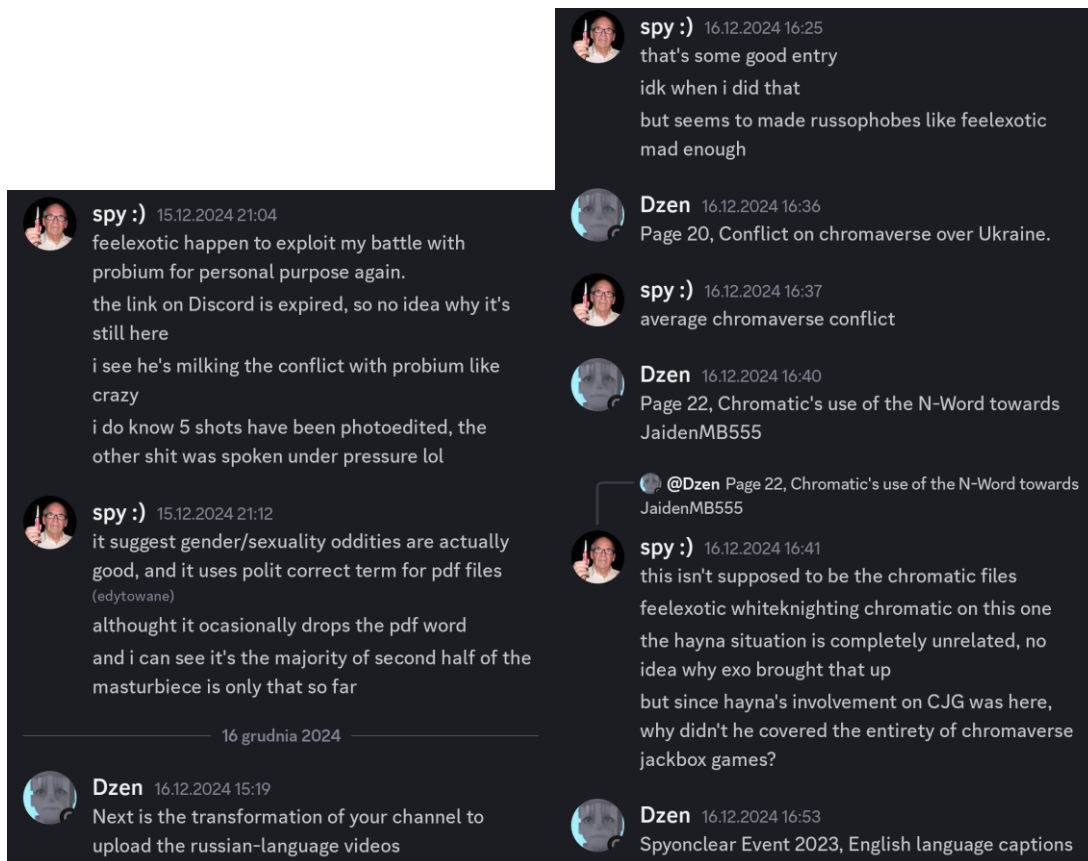 spy :) 15.12.2024 21:04
feelexotic happen to exploit my battle with
probium for personal purpose again.
the link on Discord is expired, so no idea why it's
still here
i see he's milking the conflict with probium like
crazy
i do know 5 shots have been photoedited, the
other shit was spoken under pressure lol
spy :) 15.12.2024 21:12
it suggest gender/sexuality oddities are actually
good, and it uses polit correct term for pdf files
(edytowane)
althought it ocasionally drops the pdf word
and i can see it's the majority of second half of the
masturbiece is only that so far
16 grudnia 2024
Dzen 16.12.2024 15:19
Next is the transformation of your channel to
upload the russian-language videos
spy :) 16.12.2024 16:25
that's some good entry
idk when i did that
but seems to made russophobes like feelexotic
mad enough
Dzen 16.12.2024 16:36
Page 20, Conflict on chromaverse over Ukraine.
spy :) 16.12.2024 16:37
average chromaverse conflict
Dzen 16.12.2024 16:40
Page 22, Chromatic's use of the N-Word towards
JaidenMB555
@Dzen Page 22, Chromatic's use of the N-Word towards
JaidenMB555
spy :) 16.12.2024 16:41
this isn't supposed to be the chromatic files
feelexotic whiteknighting chromatic on this one
the hayna situation is completely unrelated, no
idea why exo brought that up
but since hayna's involvement on CJG was here,
why didn't he covered the entirety of chromaverse
jackbox games?
Dzen 16.12.2024 16:53
Spyonclear Event 2023, English language captions